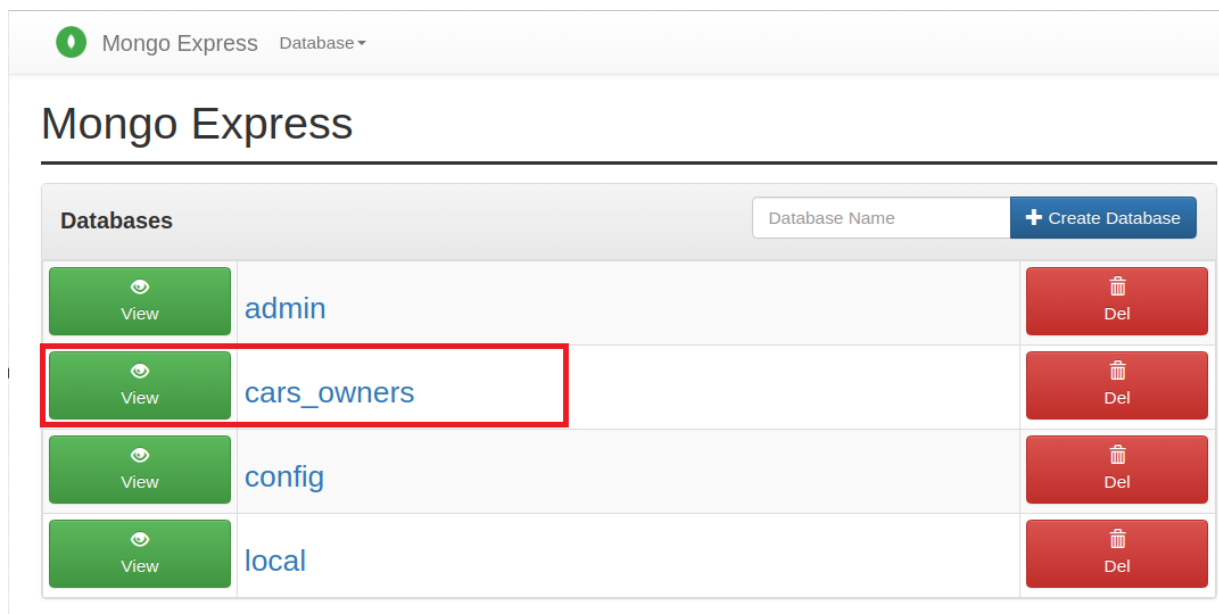 Mongo Express Database
Mongo Express
Databases
Database Name
Create Database
View
admin
Del
View
cars_owners
Del
View
config
Del
View
local
Del